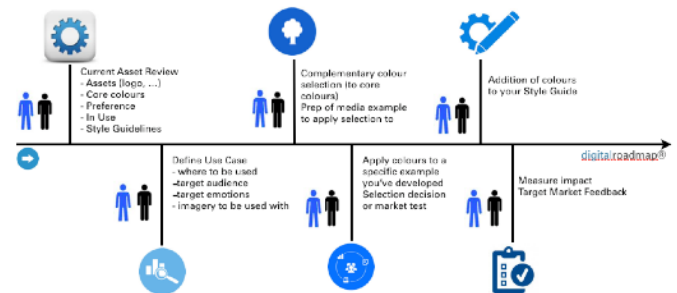 Current Asset Review
- Assets (logo, ...)
- Core colours
- Preference
- In Use
- Style Guidelines
Define Use Case
- where to be used
-target audience
-target emotions
- imagery to be used with
Complementary colour
selection (to core
colours)
Prep of media example
to apply selection to
Apply colours to a
specific example
you've developed
Selection decision
or market test
Addition of colours
to your Style Guide
Measure impact
Target Market Feedback
digitalroadmap®